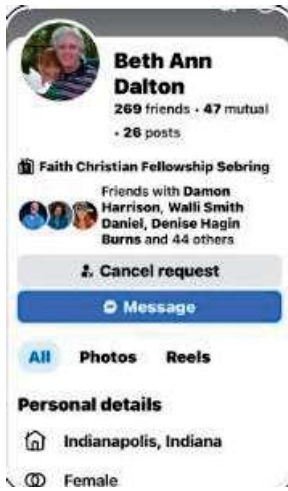 Beth Ann
Dalton
269 friends • 47 mutual
• 26 posts
Faith Christian Fellowship Sebring
Friends with Damon
Harrison, Walli Smith
Daniel, Denise Hagin
Burns and 44 others
Cancel request
Message
All Photos Reels
Personal details
Indianapolis, Indiana
Female